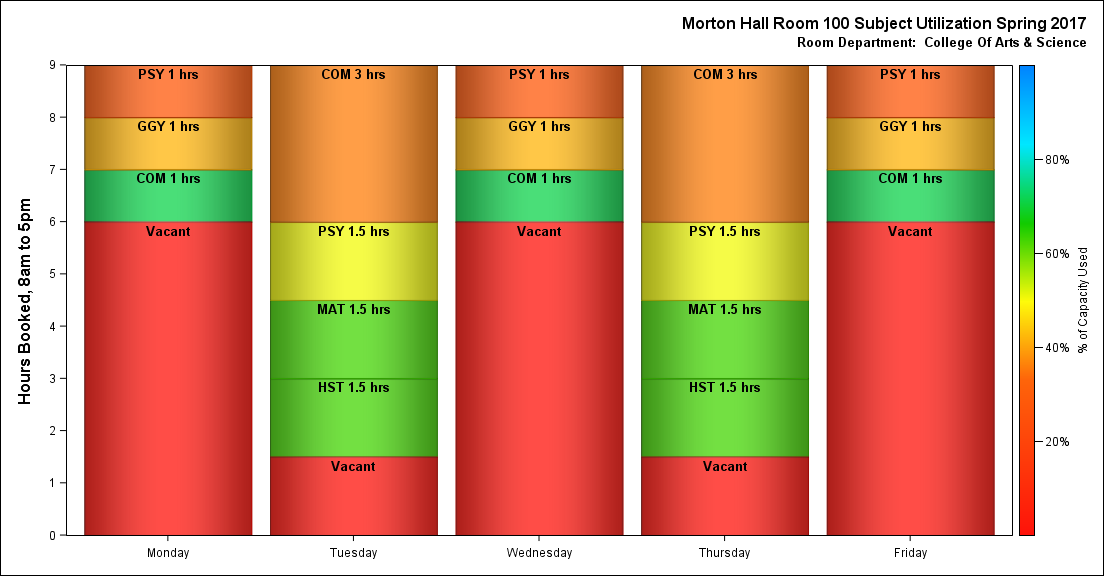 Morton Hall Room 100 Subject Utilization Spring 2017
Room Department:  College Of Arts & Science
Hours Booked, 8am to 5pm
9
8
7
6
5
4
3
2
1
0
PSY 1 hrs
GGY 1 hrs
COM 1 hrs
Vacant
COM 3 hrs
PSY 1.5 hrs
MAT 1.5 hrs
HST 1.5 hrs
Vacant
PSY 1 hrs
GGY 1 hrs
COM 1 hrs
Vacant
COM 3 hrs
PSY 1.5 hrs
MAT 1.5 hrs
HST 1.5 hrs
Vacant
PSY 1 hrs
GGY 1 hrs
COM 1 hrs
Vacant
Monday
Tuesday
Wednesday
Thursday
Friday
80%
60%
40%
20%
% of Capacity Used